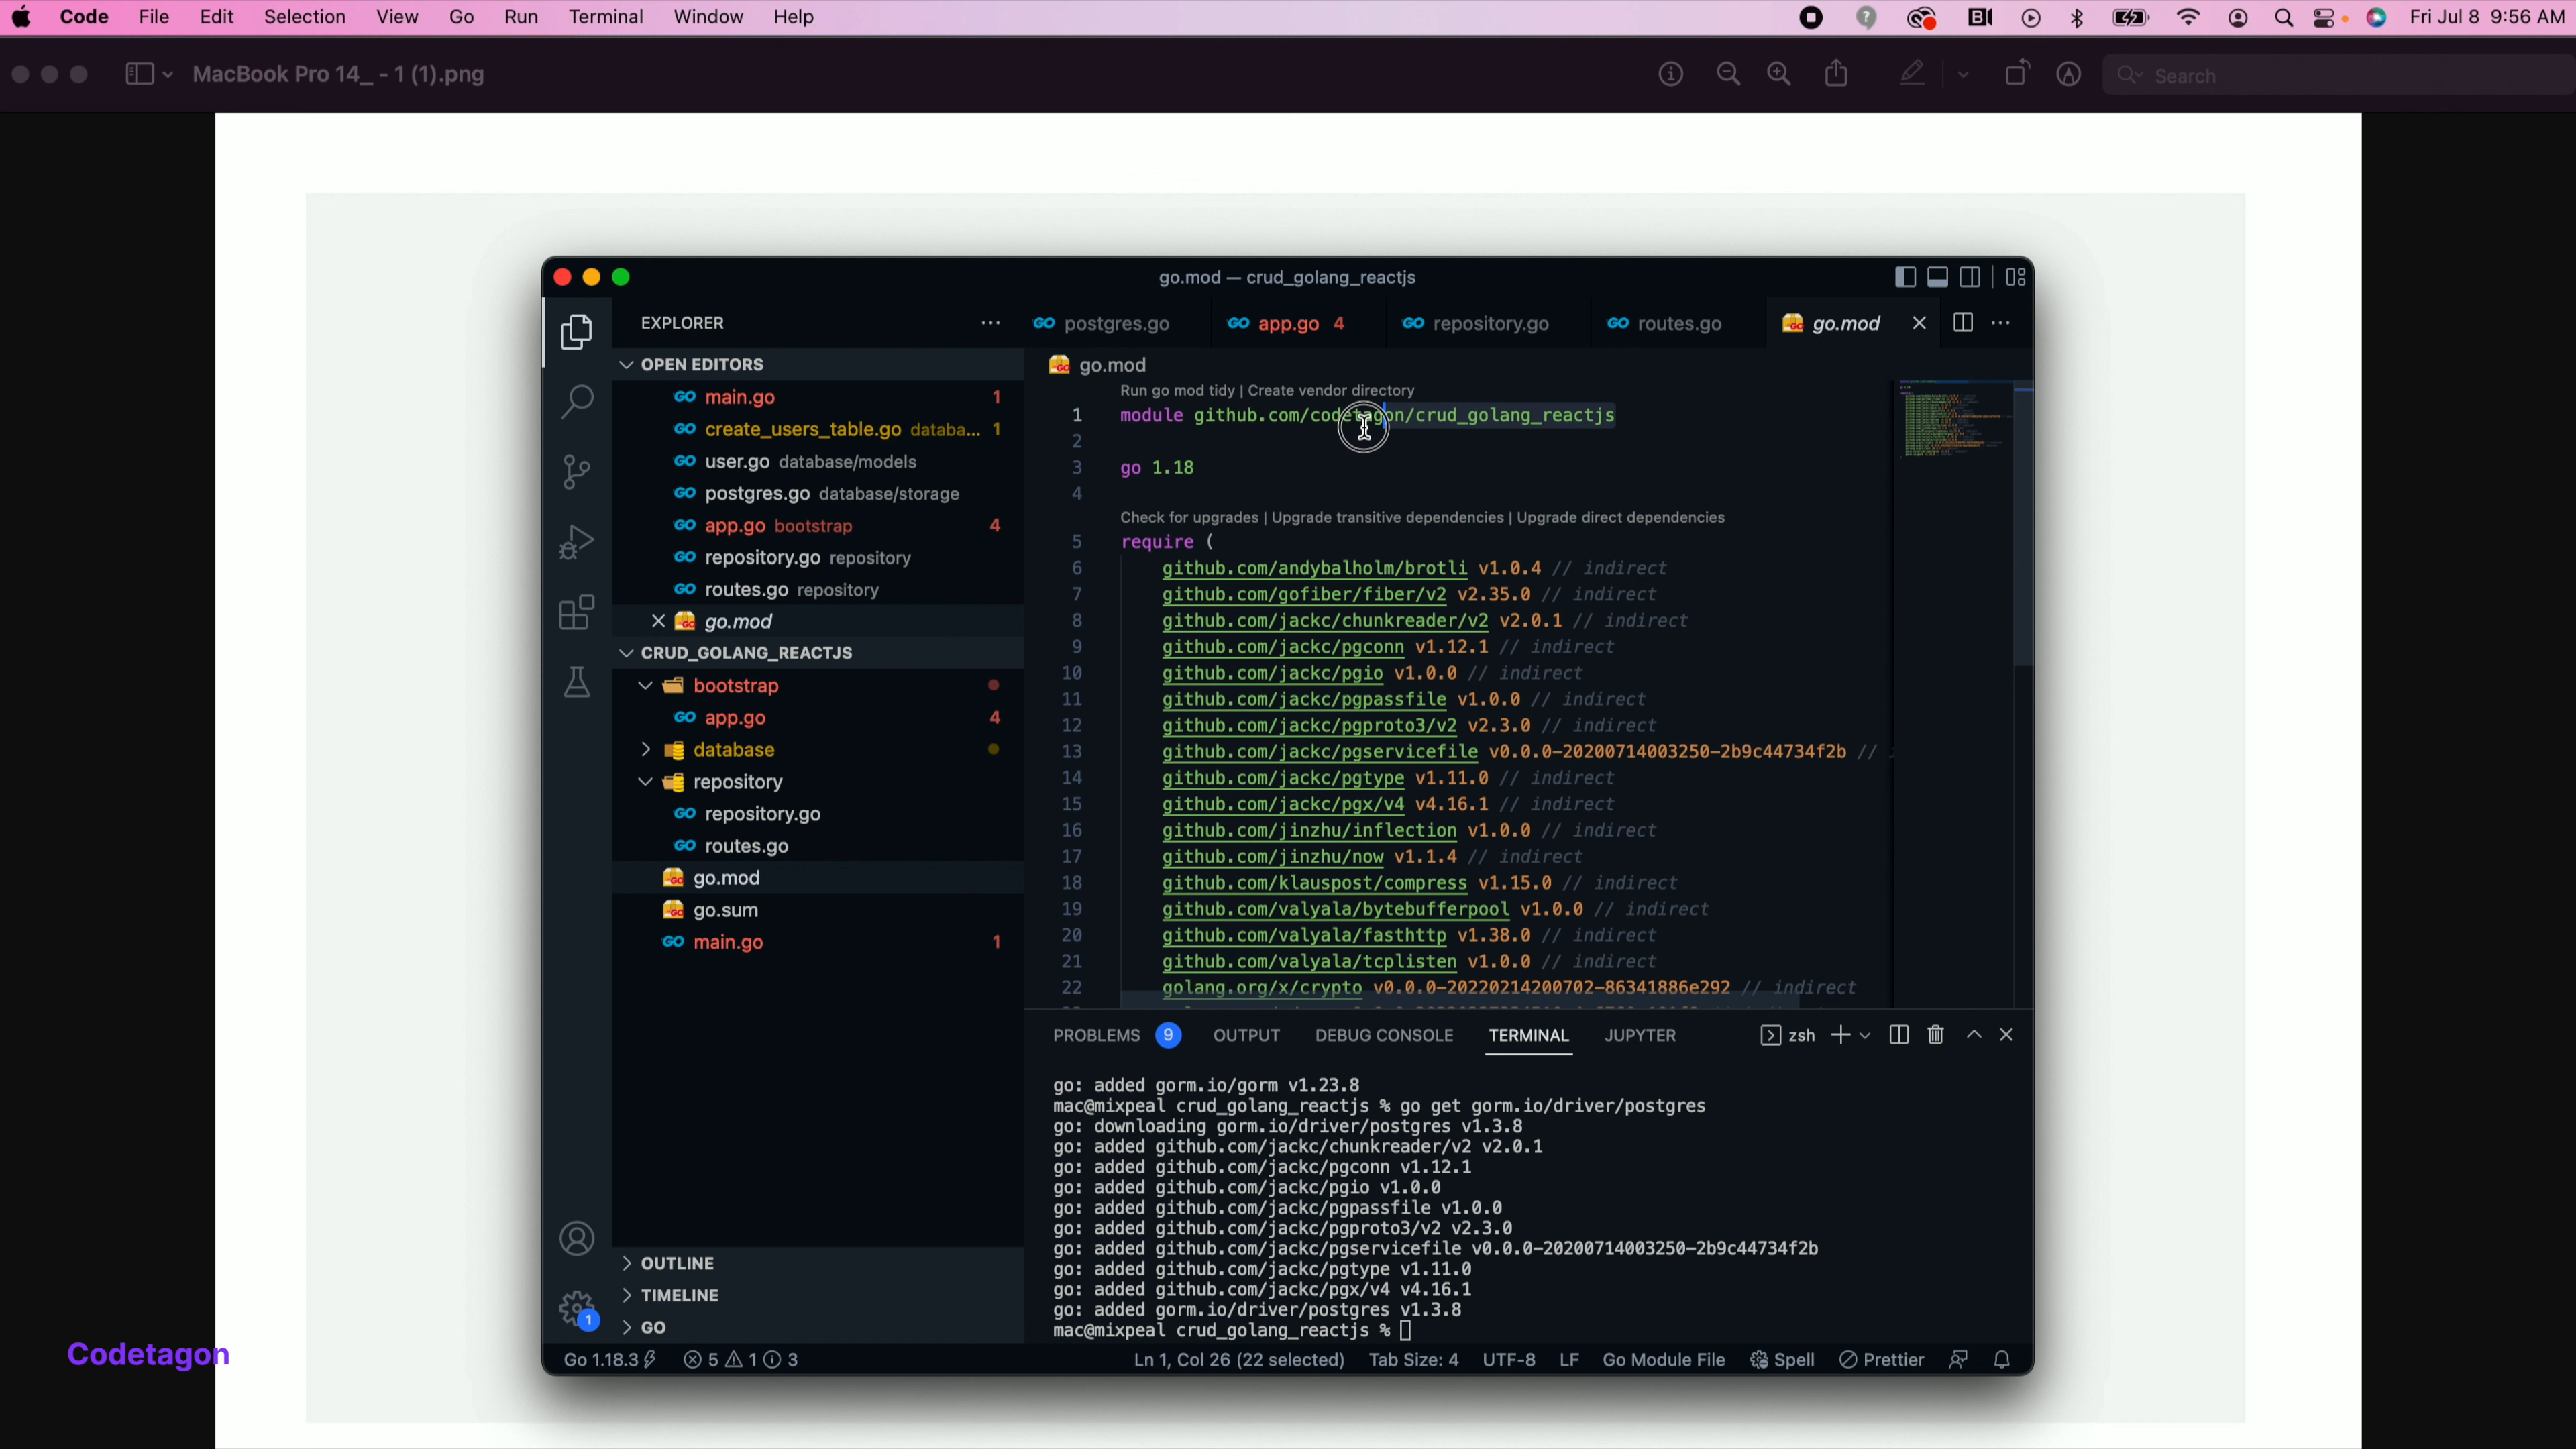 Code File Edit Selection View Go Run Terminal Window Help Fri Jul 8 9:56 AM
MacBook Pro 14_ - 1 (1).png Search
go.mod — crud_golang_reactjs
EXPLORER
postgres.go app.go 4 repository.go routes.go go.mod
OPEN EDITORS
main.go 1
create_users_table.go databa... 1
user.go database/models
postgres.go database/storage
app.go bootstrap 4
repository.go repository
routes.go repository
go.mod
CRUD_GOLANG_REACTJS
bootstrap
app.go 4
database
repository
repository.go
routes.go
go.mod
go.sum
main.go 1
OUTLINE
TIMELINE
GO
go.mod
Run go mod tidy | Create vendor directory
1 module github.com/codetagon/crud_golang_reactjs
2
3 go 1.18
4
Check for upgrades | Upgrade transitive dependencies | Upgrade direct dependencies
5 require (
6 github.com/andybalholm/brotli v1.0.4 // indirect
7 github.com/gofiber/fiber/v2 v2.35.0 // indirect
8 github.com/jackc/chunkreader/v2 v2.0.1 // indirect
9 github.com/jackc/pgconn v1.12.1 // indirect
10 github.com/jackc/pgio v1.0.0 // indirect
11 github.com/jackc/pgpassfile v1.0.0 // indirect
12 github.com/jackc/pgproto3/v2 v2.3.0 // indirect
13 github.com/jackc/pgservicefile v0.0.0-20200714003250-2b9c44734f2b //
14 github.com/jackc/pgtype v1.11.0 // indirect
15 github.com/jackc/pgx/v4 v4.16.1 // indirect
16 github.com/jinzhu/inflection v1.0.0 // indirect
17 github.com/jinzhu/now v1.1.4 // indirect
18 github.com/klauspost/compress v1.15.0 // indirect
19 github.com/valyala/bytebufferpool v1.0.0 // indirect
20 github.com/valyala/fasthttp v1.38.0 // indirect
21 github.com/valyala/tcplisten v1.0.0 // indirect
22 golang.org/x/crypto v0.0.0-20220214200702-86341886e292 // indirect
PROBLEMS 9 OUTPUT DEBUG CONSOLE TERMINAL JUPYTER zsh
go: added gorm.io/gorm v1.23.8
mac@mixpeal crud_golang_reactjs % go get gorm.io/driver/postgres
go: downloading gorm.io/driver/postgres v1.3.8
go: added github.com/jackc/chunkreader/v2 v2.0.1
go: added github.com/jackc/pgconn v1.12.1
go: added github.com/jackc/pgio v1.0.0
go: added github.com/jackc/pgpassfile v1.0.0
go: added github.com/jackc/pgproto3/v2 v2.3.0
go: added github.com/jackc/pgservicefile v0.0.0-20200714003250-2b9c44734f2b
go: added github.com/jackc/pgtype v1.11.0
go: added github.com/jackc/pgx/v4 v4.16.1
go: added gorm.io/driver/postgres v1.3.8
mac@mixpeal crud_golang_reactjs %
1
Go 1.18.3 5 1 3 Ln 1, Col 26 (22 selected) Tab Size: 4 UTF-8 LF Go Module File Spell Prettier
Codetagon